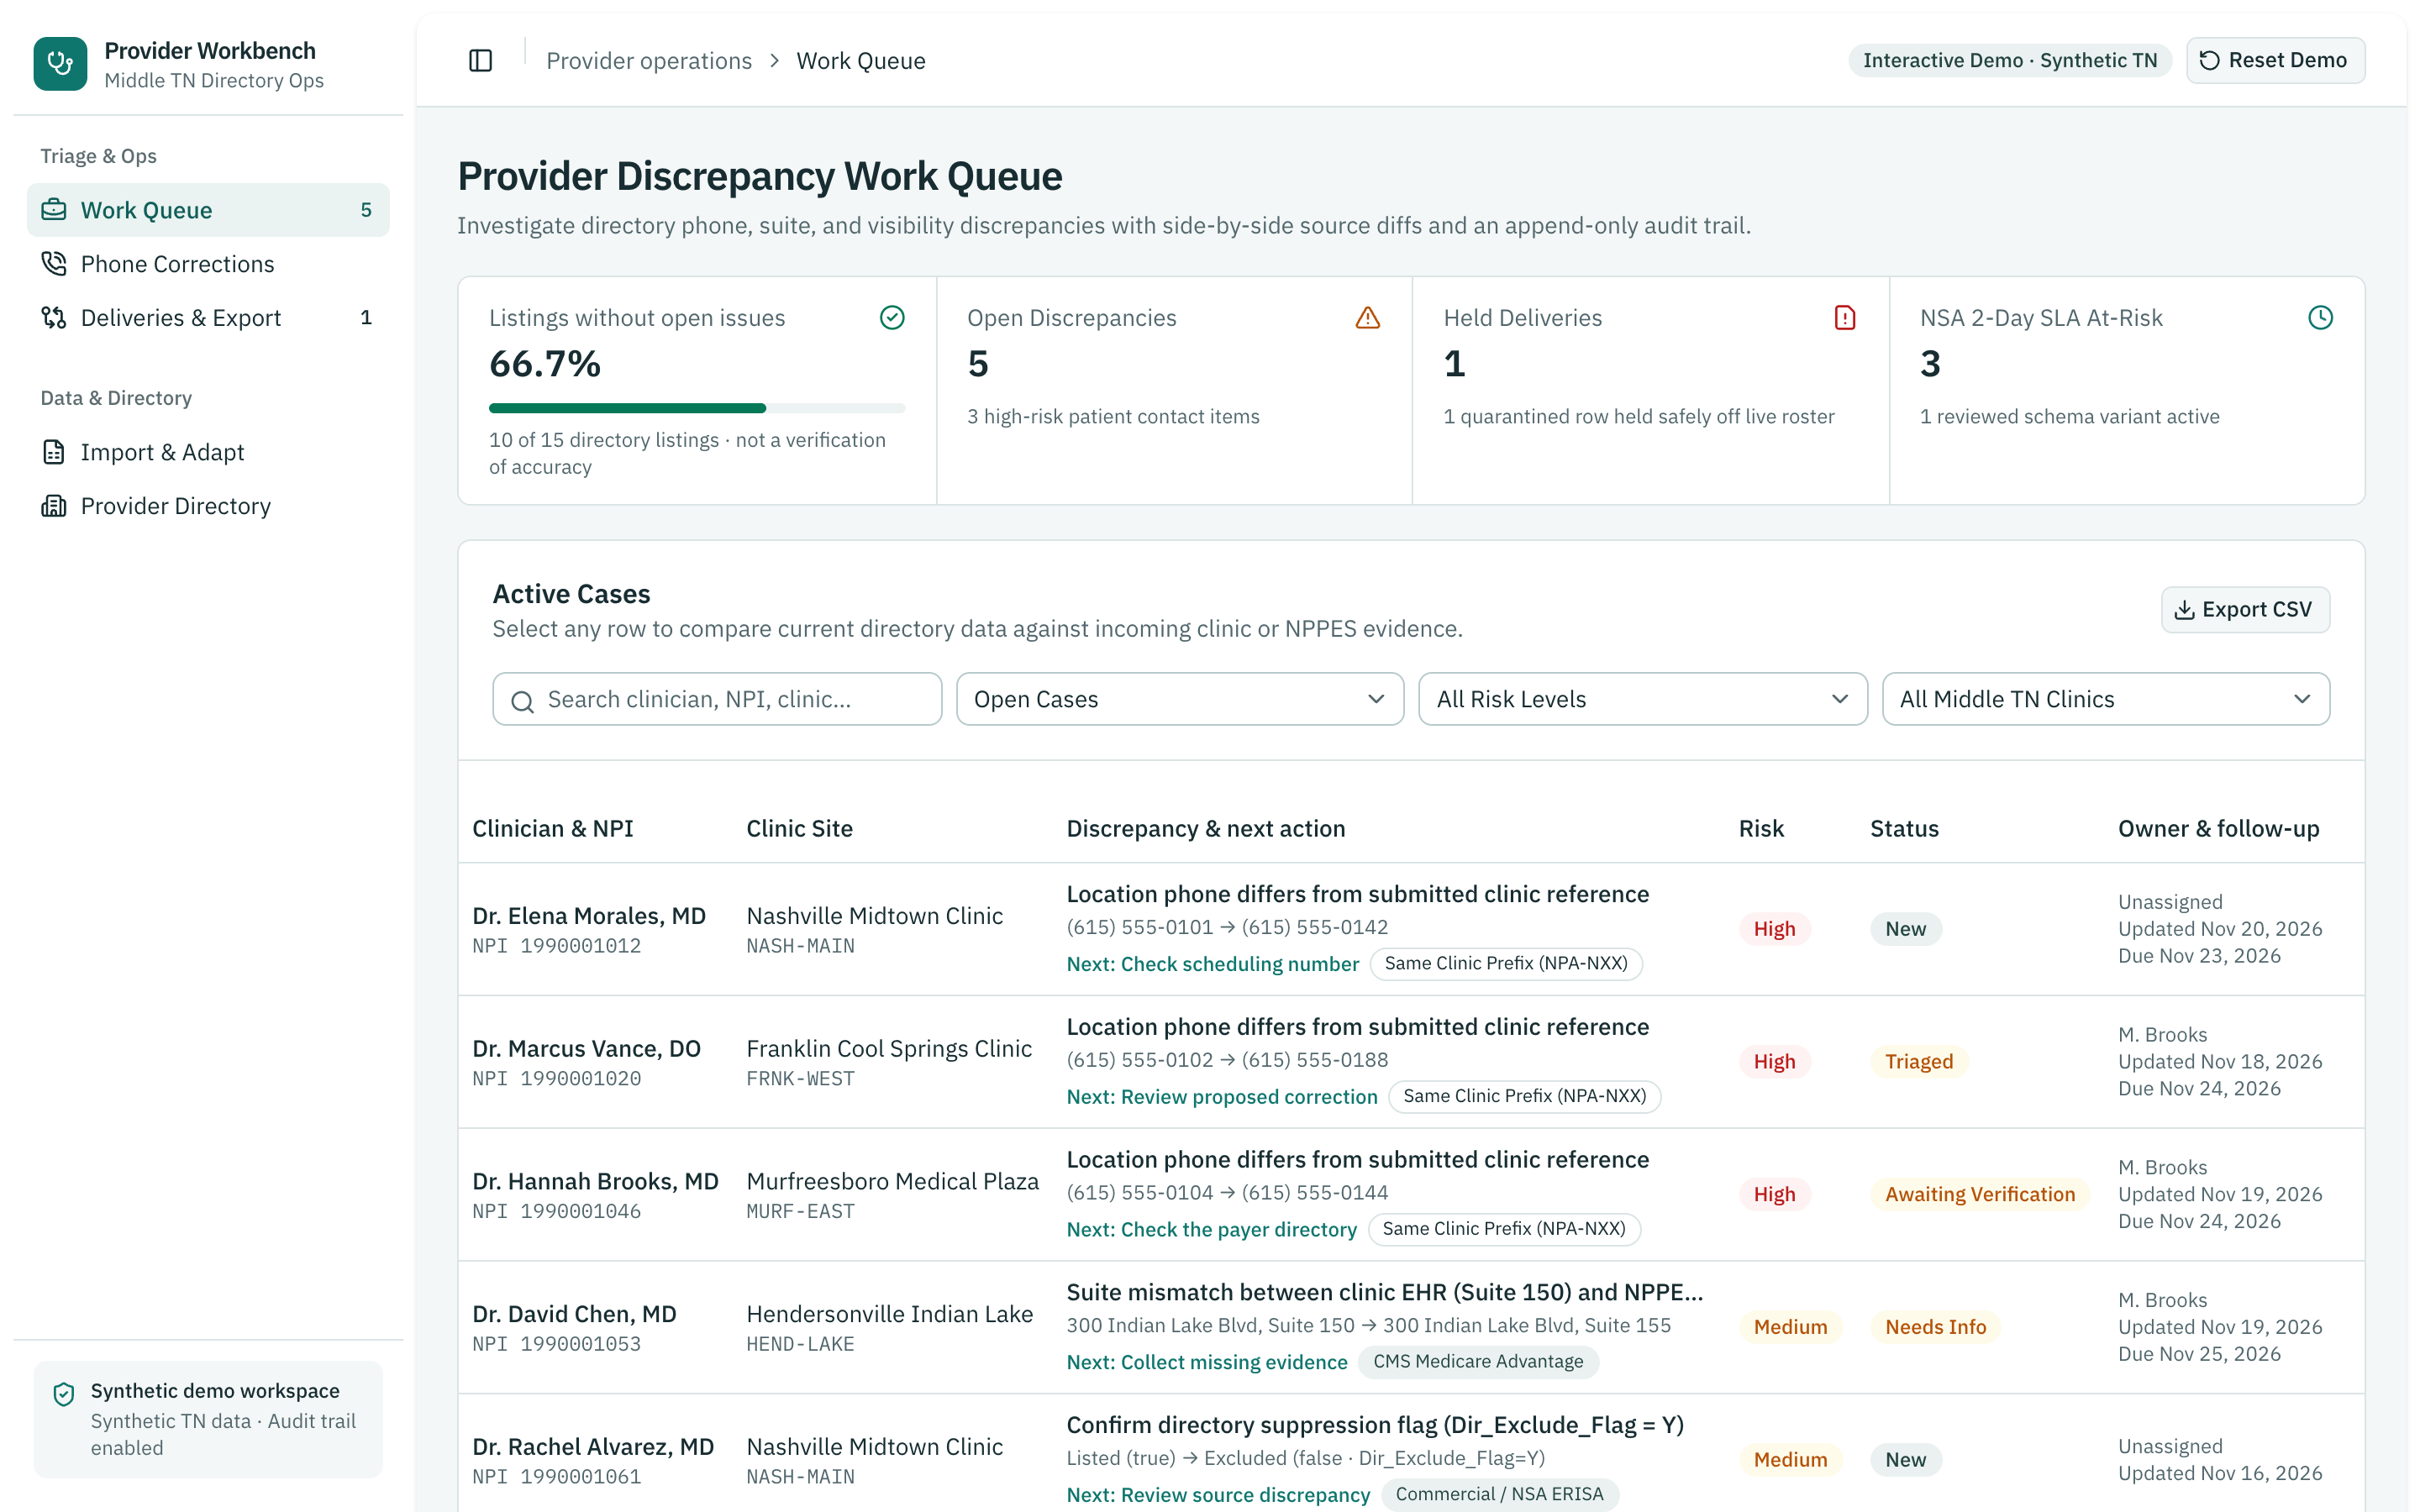 Provider Workbench
Middle TN Directory Ops
Triage & Ops
Work Queue 5
Phone Corrections
Deliveries & Export 1
Data & Directory
Import & Adapt
Provider Directory
Synthetic demo workspace
Synthetic TN data · Audit trail
enabled
Provider operations > Work Queue
Interactive Demo · Synthetic TN
Reset Demo
Provider Discrepancy Work Queue
Investigate directory phone, suite, and visibility discrepancies with side-by-side source diffs and an append-only audit trail.
Listings without open issues
66.7%
10 of 15 directory listings · not a verification
of accuracy
Open Discrepancies
5
3 high-risk patient contact items
Held Deliveries
1
1 quarantined row held safely off live roster
NSA 2-Day SLA At-Risk
3
1 reviewed schema variant active
Active Cases
Select any row to compare current directory data against incoming clinic or NPPES evidence.
Export CSV
Search clinician, NPI, clinic...
Open Cases
All Risk Levels
All Middle TN Clinics
Clinician & NPI
Clinic Site
Discrepancy & next action
Risk
Status
Owner & follow-up
Dr. Elena Morales, MD
NPI 1990001012
Nashville Midtown Clinic
NASH-MAIN
Location phone differs from submitted clinic reference
(615) 555-0101 → (615) 555-0142
Next: Check scheduling number
Same Clinic Prefix (NPA-NXX)
High
New
Unassigned
Updated Nov 20, 2026
Due Nov 23, 2026
Dr. Marcus Vance, DO
NPI 1990001020
Franklin Cool Springs Clinic
FRNK-WEST
Location phone differs from submitted clinic reference
(615) 555-0102 → (615) 555-0188
Next: Review proposed correction
Same Clinic Prefix (NPA-NXX)
High
Triaged
M. Brooks
Updated Nov 18, 2026
Due Nov 24, 2026
Dr. Hannah Brooks, MD
NPI 1990001046
Murfreesboro Medical Plaza
MURF-EAST
Location phone differs from submitted clinic reference
(615) 555-0104 → (615) 555-0144
Next: Check the payer directory
Same Clinic Prefix (NPA-NXX)
High
Awaiting Verification
M. Brooks
Updated Nov 19, 2026
Due Nov 24, 2026
Dr. David Chen, MD
NPI 1990001053
Hendersonville Indian Lake
HEND-LAKE
Suite mismatch between clinic EHR (Suite 150) and NPPE...
300 Indian Lake Blvd, Suite 150 → 300 Indian Lake Blvd, Suite 155
Next: Collect missing evidence
CMS Medicare Advantage
Medium
Needs Info
M. Brooks
Updated Nov 19, 2026
Due Nov 25, 2026
Dr. Rachel Alvarez, MD
NPI 1990001061
Nashville Midtown Clinic
NASH-MAIN
Confirm directory suppression flag (Dir_Exclude_Flag = Y)
Listed (true) → Excluded (false · Dir_Exclude_Flag=Y)
Next: Review source discrepancy
Commercial / NSA ERISA
Medium
New
Unassigned
Updated Nov 16, 2026